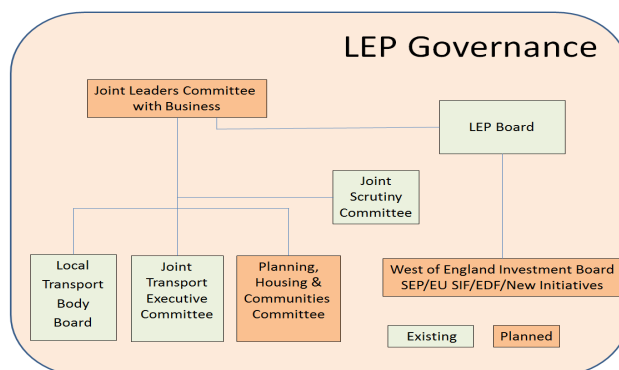 LEP Governance
Joint Leaders Committee
with Business
LEP Board
Joint
Scrutiny
Committee
Local
Transport
Body
Board
Joint
Transport
Executive
Committee
Planning,
Housing &
Communities
Committee
West of England Investment Board
SEP/EU SIF/EDF/New Initiatives
Existing
Planned